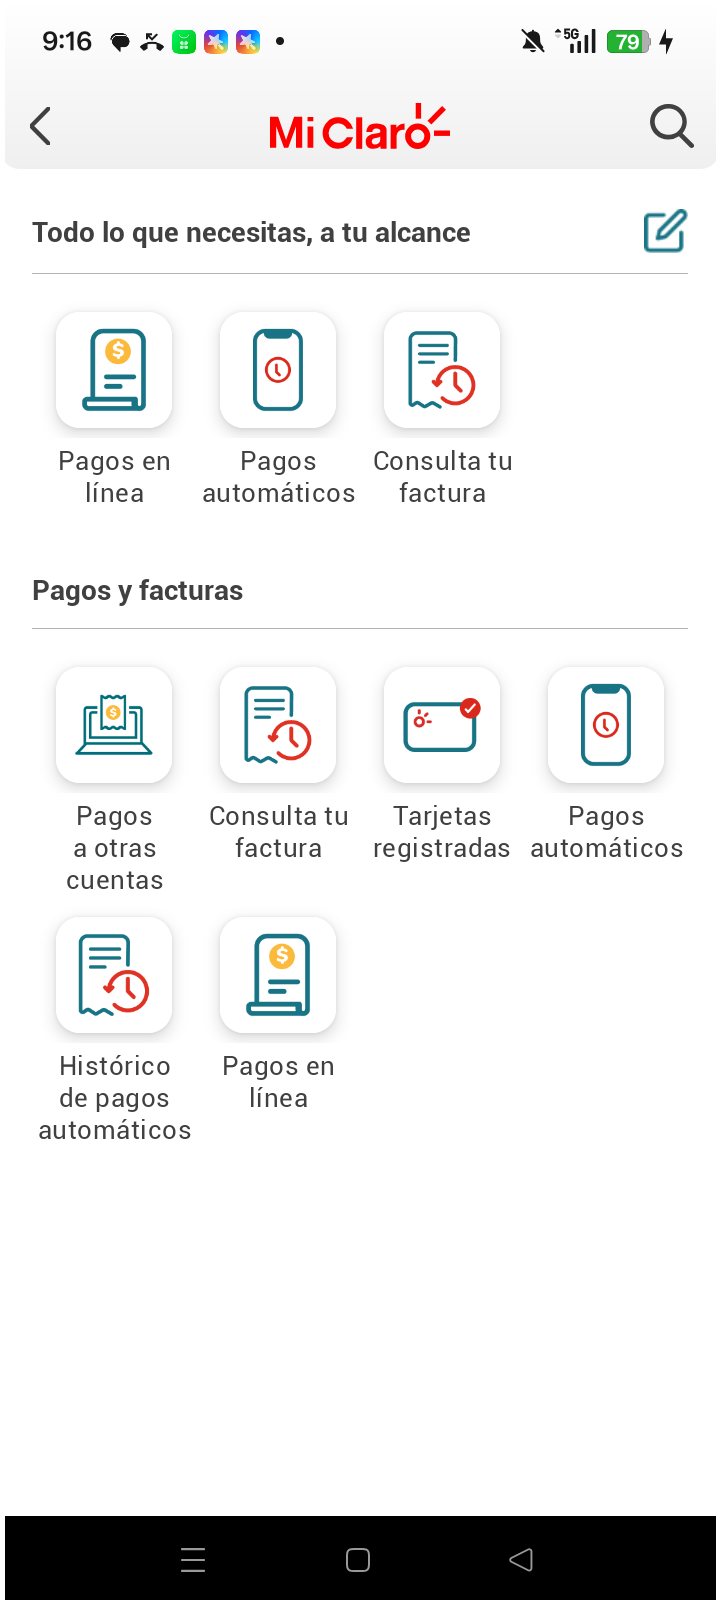 9:16
5G
79
Mi Claro
Todo lo que necesitas, a tu alcance
Pagos en
línea
Pagos
automáticos
Consulta tu
factura
Pagos y facturas
Pagos
a otras
cuentas
Consulta tu
factura
Tarjetas
registradas
Pagos
automáticos
Histórico
de pagos
automáticos
Pagos en
línea